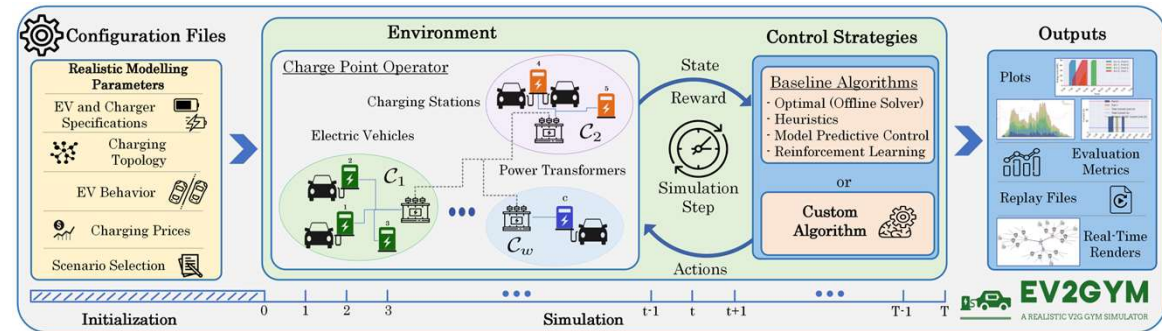 Configuration Files
Realistic Modelling
Parameters
EV and Charger
Specifications
Charging
Topology
EV Behavior
Charging Prices
Scenario Selection
Environment
Charge Point Operator
Charging Stations
4
5
C2
Electric Vehicles
2
C1
1
3
Power Transformers
C
Cw
State
Reward
Simulation
Step
Actions
Control Strategies
Baseline Algorithms
· Optimal (Offline Solver)
· Heuristics
· Model Predictive Control
· Reinforcement Learning
or
Custom
Algorithm
Outputs
Plots
Evaluation
Metrics
Replay Files
Real-Time
Renders
Initialization
0 1 2 3
Simulation
t-1 t t+1
T-1 T
EV2GYM
A REALISTIC V2G GYM SIMULATOR